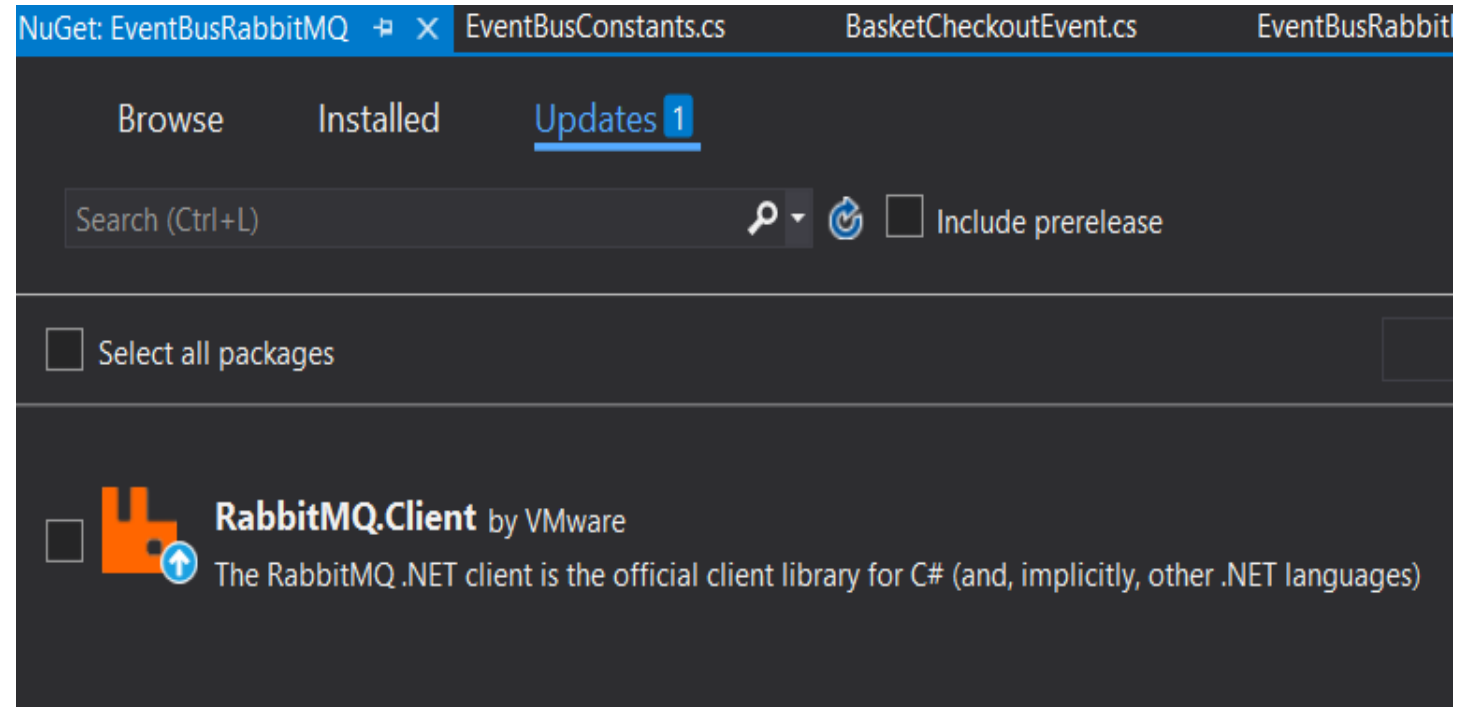 NuGet: EventBusRabbitMQ EventBusConstants.cs BasketCheckoutEvent.cs
Browse Installed Updates 1
Search (Ctrl+L) Include prerelease
Select all packages
RabbitMQ.Client by VMware
The RabbitMQ .NET client is the official client library for C# (and, implicitly, other .NET languages)